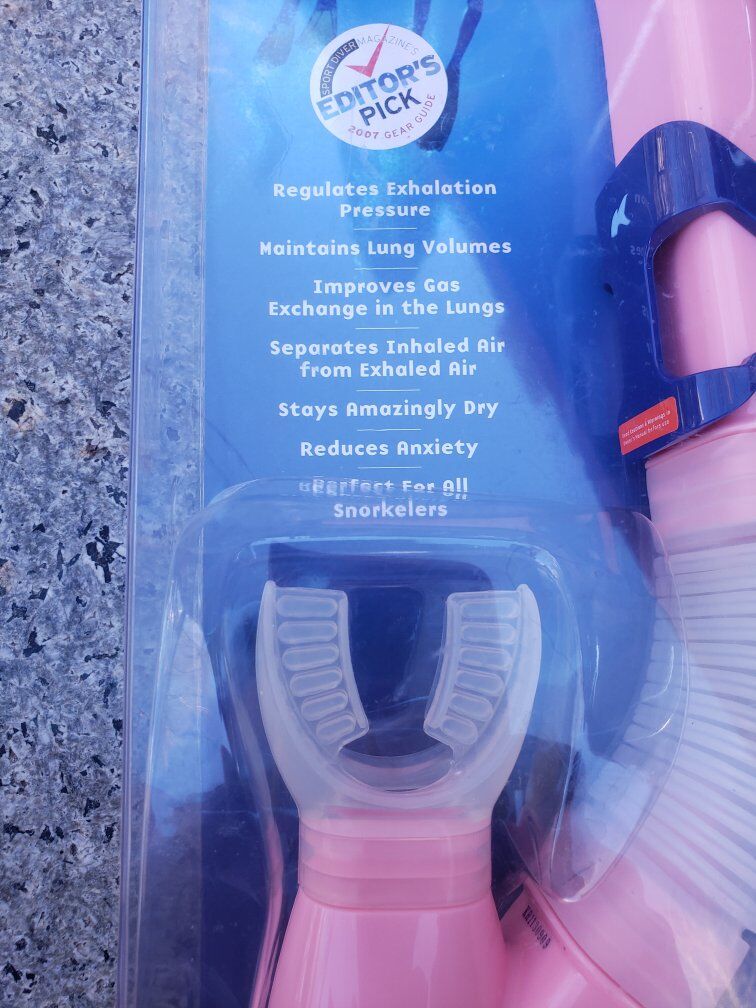 SPORT DIVER MAGAZINE'S
EDITOR'S
PICK
2007 GEAR GUIDE
Regulates Exhalation
Pressure
Maintains Lung Volumes
Improves Gas
Exchange in the Lungs
Separates Inhaled Air
from Exhaled Air
Stays Amazingly Dry
Reduces Anxiety
Perfect For All
Snorkelers